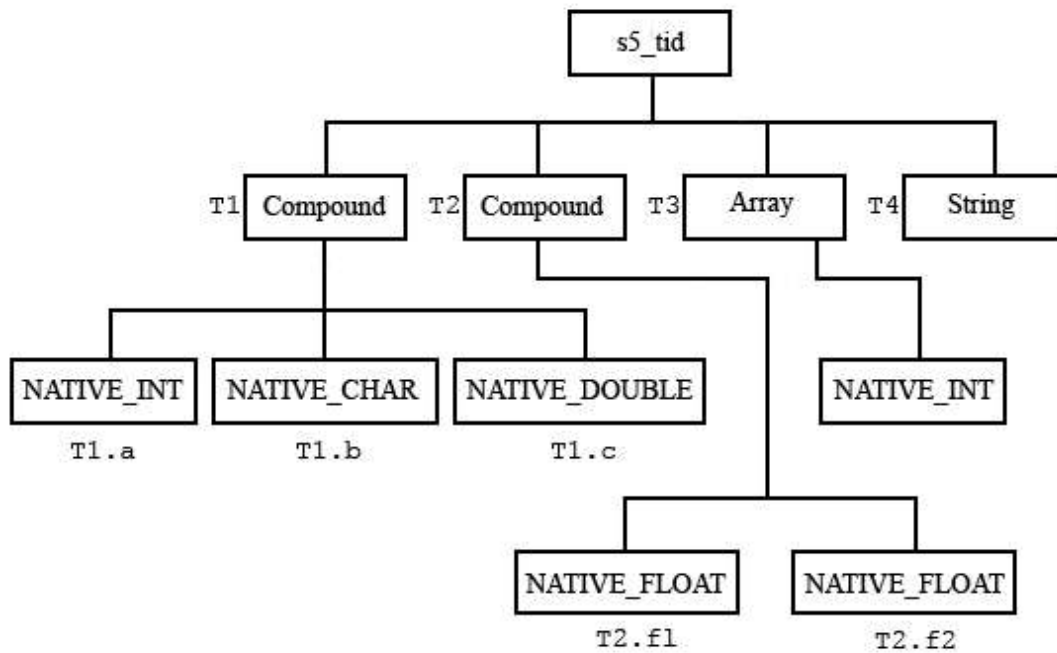 s5_tid
T1 Compound T2 Compound T3 Array T4 String
NATIVE_INT NATIVE_CHAR NATIVE_DOUBLE NATIVE_INT
T1.a T1.b T1.c
NATIVE_FLOAT NATIVE_FLOAT
T2.f1 T2.f2